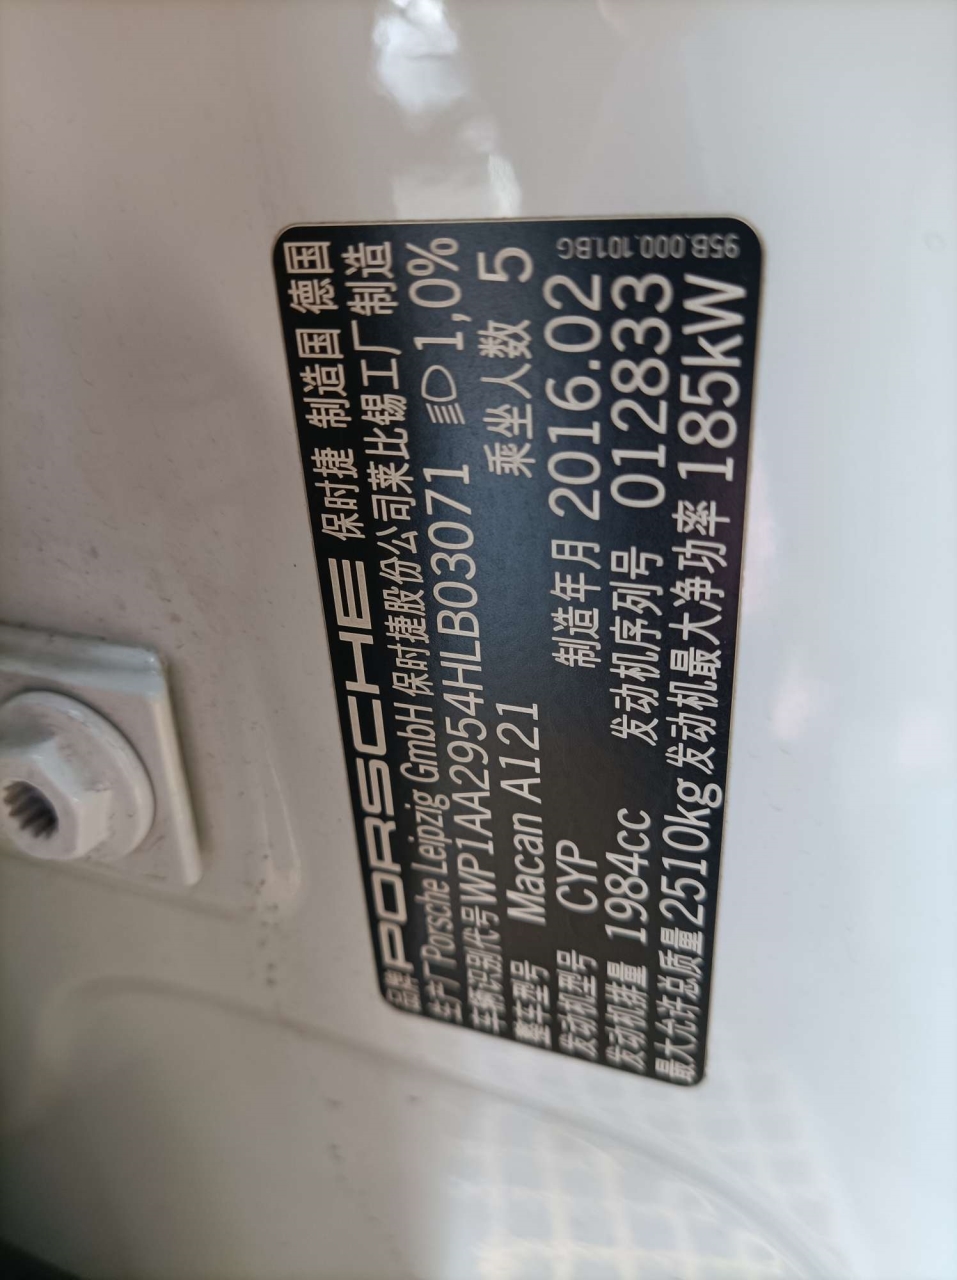 品牌 PORSCHE 保时捷 制造国 德国
生产厂 Porsche Leipzig GmbH 保时捷股份公司莱比锡工厂制造
车辆识别代号 WP1AA2954HLB03071 1,0%
整车型号 Macan A121 乘坐人数 5
发动机型号 CYP 制造年月 2016.02
发动机排量 1984cc 发动机序列号 012833
最大允许总质量 2510kg 发动机最大净功率 185kW
95B.000.101.BG